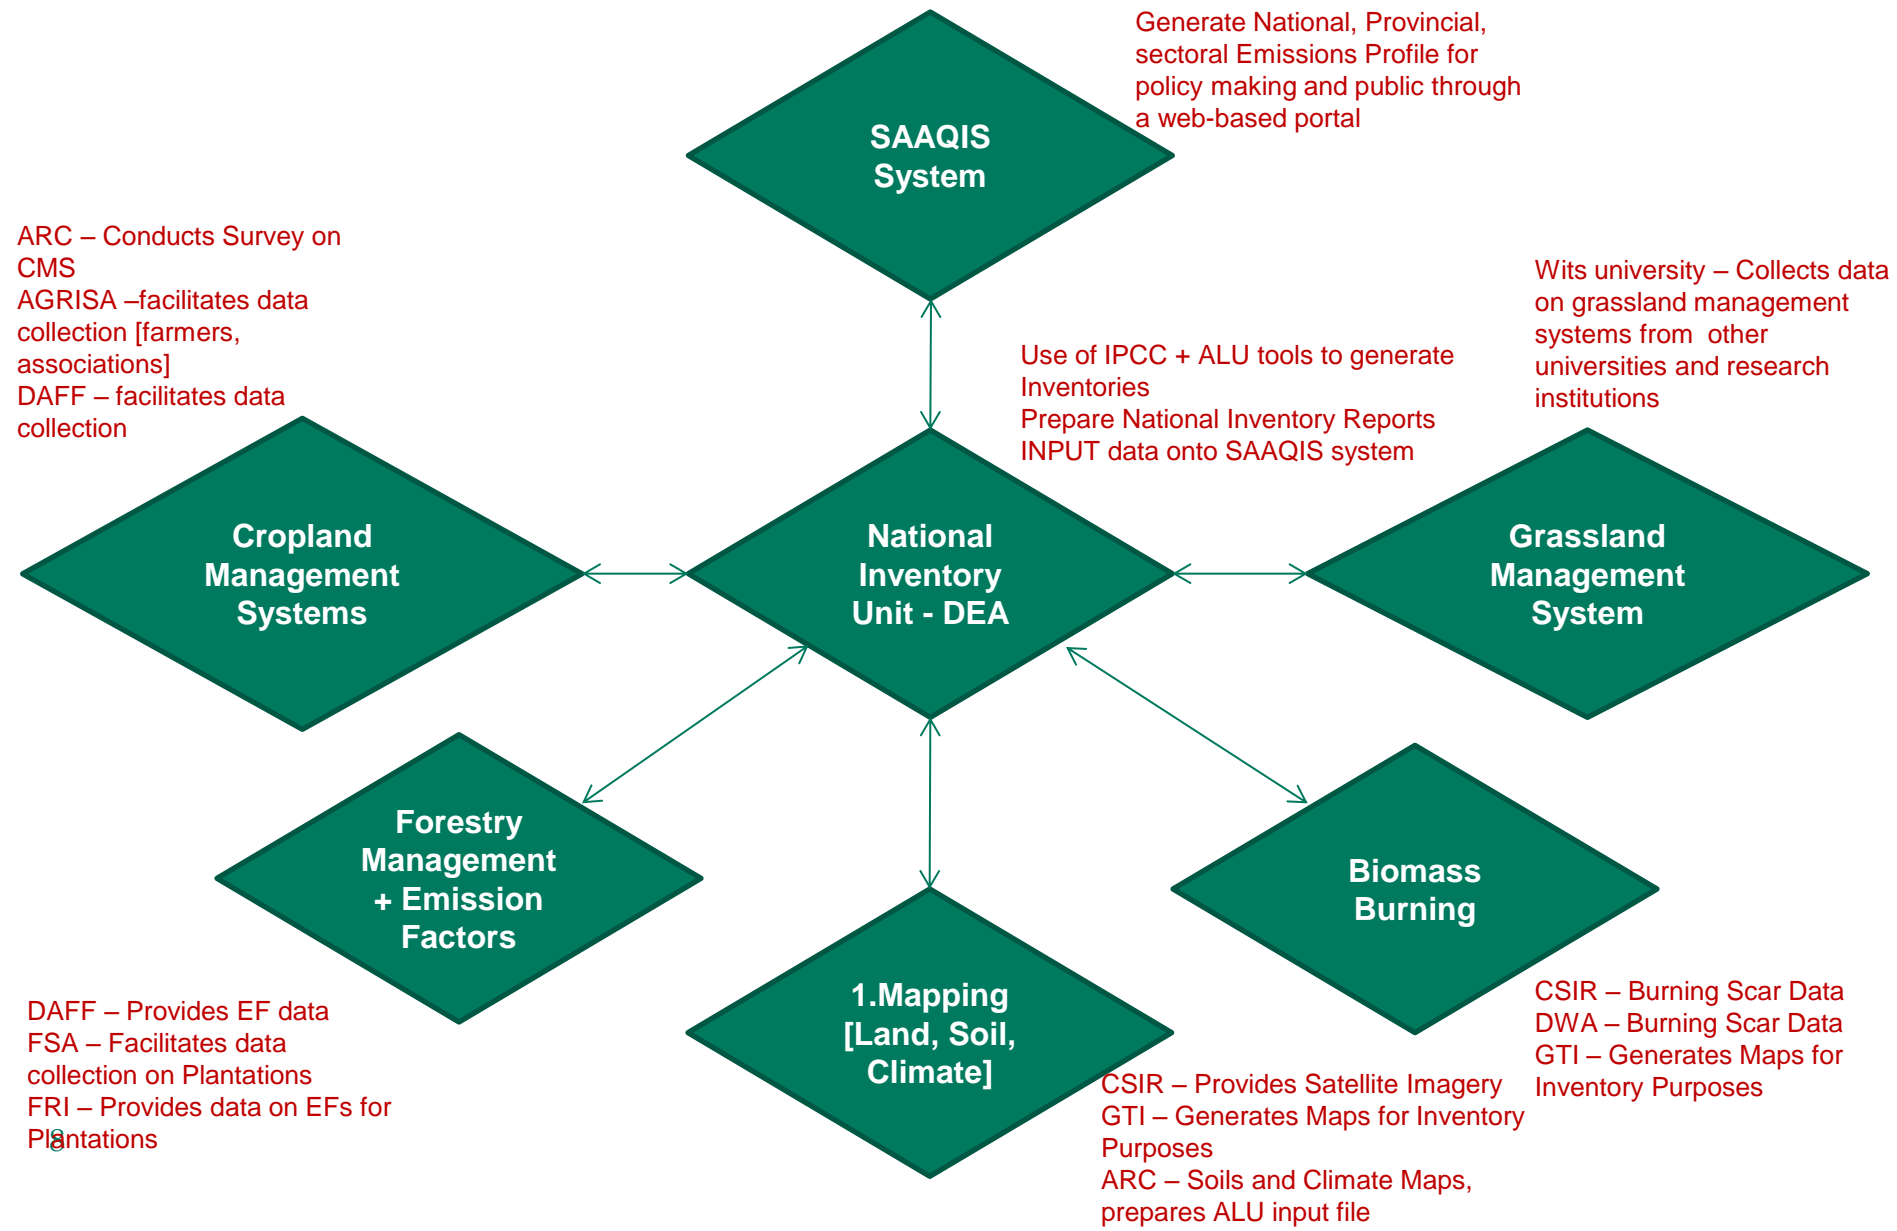 Generate National, Provincial,
sectoral Emissions Profile for
policy making and public through
a web-based portal
SAAQIS
System
ARC – Conducts Survey on
CMS
AGRISA –facilitates data
collection [farmers,
associations]
DAFF – facilitates data
collection
Wits university – Collects data
on grassland management
systems from  other
universities and research
institutions
Use of IPCC + ALU tools to generate
Inventories
Prepare National Inventory Reports
INPUT data onto SAAQIS system
Cropland
Management
Systems
National
Inventory
Unit - DEA
Grassland
Management
System
Forestry
Management
+ Emission
Factors
Biomass
Burning
1.Mapping
[Land, Soil,
Climate]
DAFF – Provides EF data
FSA – Facilitates data
collection on Plantations
FRI – Provides data on EFs for
Plantations
8
CSIR – Provides Satellite Imagery
GTI – Generates Maps for Inventory
Purposes
ARC – Soils and Climate Maps,
prepares ALU input file
CSIR – Burning Scar Data
DWA – Burning Scar Data
GTI – Generates Maps for
Inventory Purposes